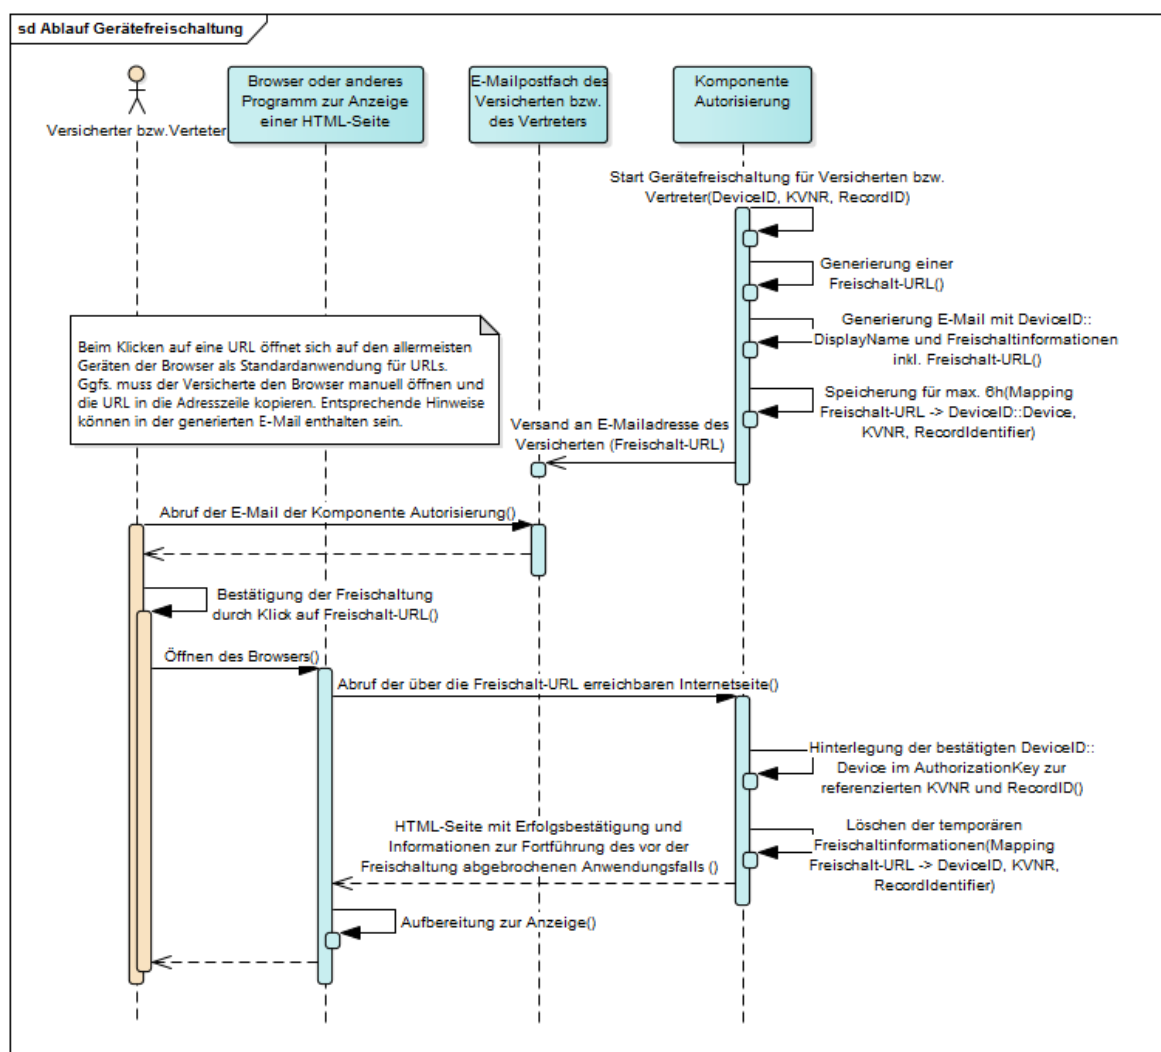 sd Ablauf Gerätefreischaltung
Versicherter bzw.Verteter
Browser oder anderes
Programm zur Anzeige
einer HTML-Seite
E-Mailpostfach des
Versicherten bzw.
des Vertreters
Komponente
Autorisierung
Start Gerätefreischaltung für Versicherten bzw.
Vertreter(DeviceID, KVNR, RecordID)
Generierung einer
Freischalt-URL()
Generierung E-Mail mit DeviceID::
DisplayName und Freischaltinformationen
inkl. Freischalt-URL()
Beim Klicken auf eine URL öffnet sich auf den allermeisten
Geräten der Browser als Standardanwendung für URLs.
Ggfs. muss der Versicherte den Browser manuell öffnen und
die URL in die Adresszeile kopieren. Entsprechende Hinweise
können in der generierten E-Mail enthalten sein.
Speicherung für max. 6h(Mapping
Freischalt-URL -> DeviceID::Device,
KVNR, RecordIdentifier)
Versand an E-Mailadresse des
Versicherten (Freischalt-URL)
Abruf der E-Mail der Komponente Autorisierung()
Bestätigung der Freischaltung
durch Klick auf Freischalt-URL()
Öffnen des Browsers()
Abruf der über die Freischalt-URL erreichbaren Internetseite()
Hinterlegung der bestätigten DeviceID::
Device im AuthorizationKey zur
referenzierten KVNR und RecordID()
Löschen der temporären
Freischaltinformationen(Mapping
Freischalt-URL -> DeviceID, KVNR,
RecordIdentifier)
HTML-Seite mit Erfolgsbestätigung und
Informationen zur Fortführung des vor der
Freischaltung abgebrochenen Anwendungsfalls ()
Aufbereitung zur Anzeige()